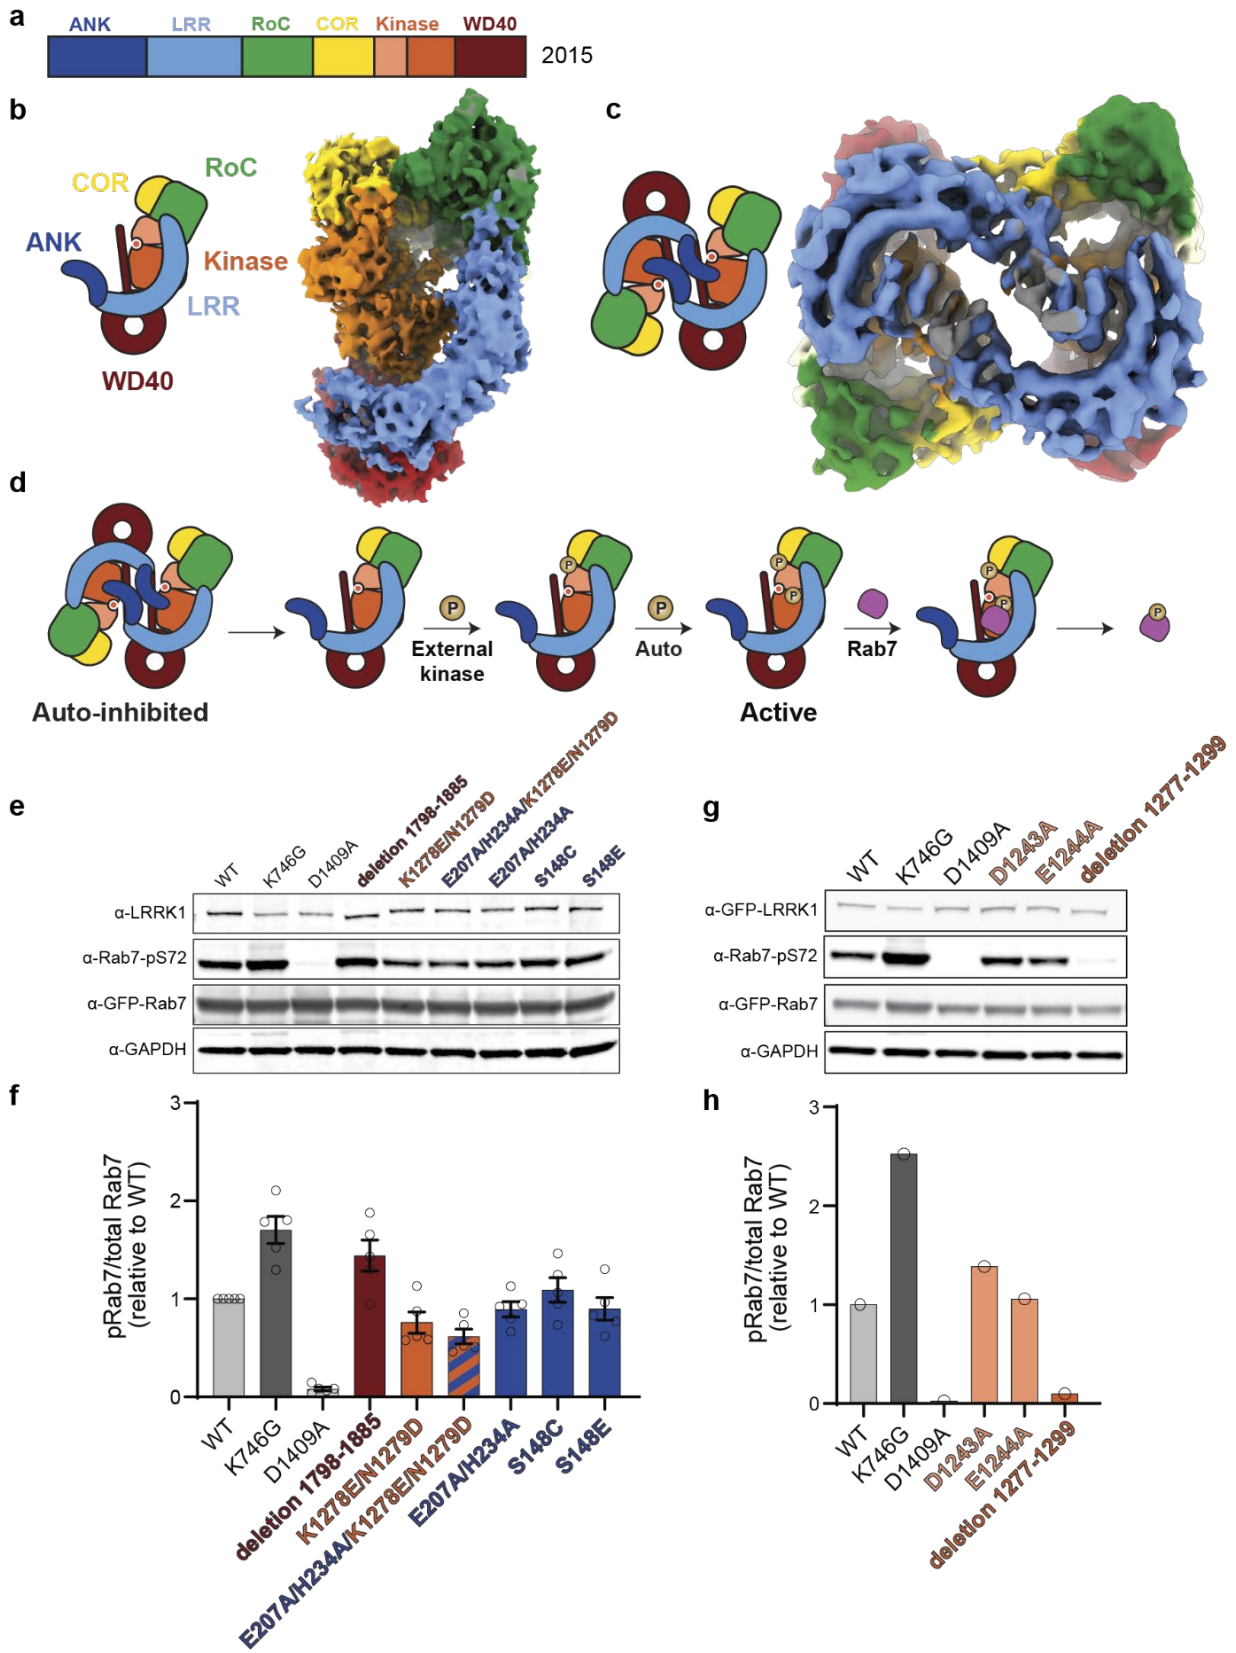 a
ANK LRR RoC COR Kinase WD40
2015
b
c
COR
RoC
ANK
Kinase
LRR
WD40
d
P P P P P P P P
External
kinase
Auto
Rab7
Auto-inhibited
Active
e
WT
K746G
D1409A
deletion 1798-1885
K1278E/N1279D
E207A/H234A/K1278E/N1279D
E207A/H234A
S148C
S148E
α-LRRK1
α-Rab7-pS72
α-GFP-Rab7
α-GAPDH
g
WT
K746G
D1409A
D1243A
E1244A
deletion 1277-1299
α-GFP-LRRK1
α-Rab7-pS72
α-GFP-Rab7
α-GAPDH
f
pRab7/total Rab7
(relative to WT)
3
2
1
0
WT
K746G
D1409A
deletion 1798-1885
K1278E/N1279D
E207A/H234A/K1278E/N1279D
E207A/H234A
S148C
S148E
h
pRab7/total Rab7
(relative to WT)
3
2
1
0
WT
K746G
D1409A
D1243A
E1244A
deletion 1277-1299